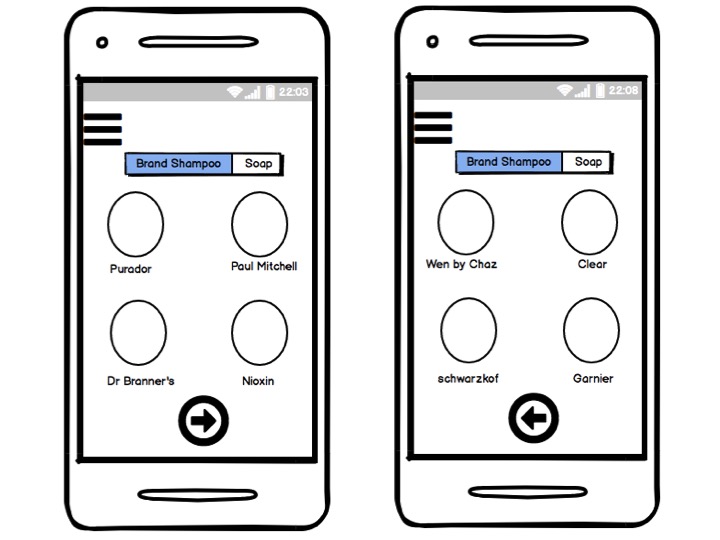 22:03
Brand Shampoo Soap
Purador Paul Mitchell
Dr Branner's Nioxin
22:08
Brand Shampoo Soap
Wen by Chaz Clear
schwarzkof Garnier